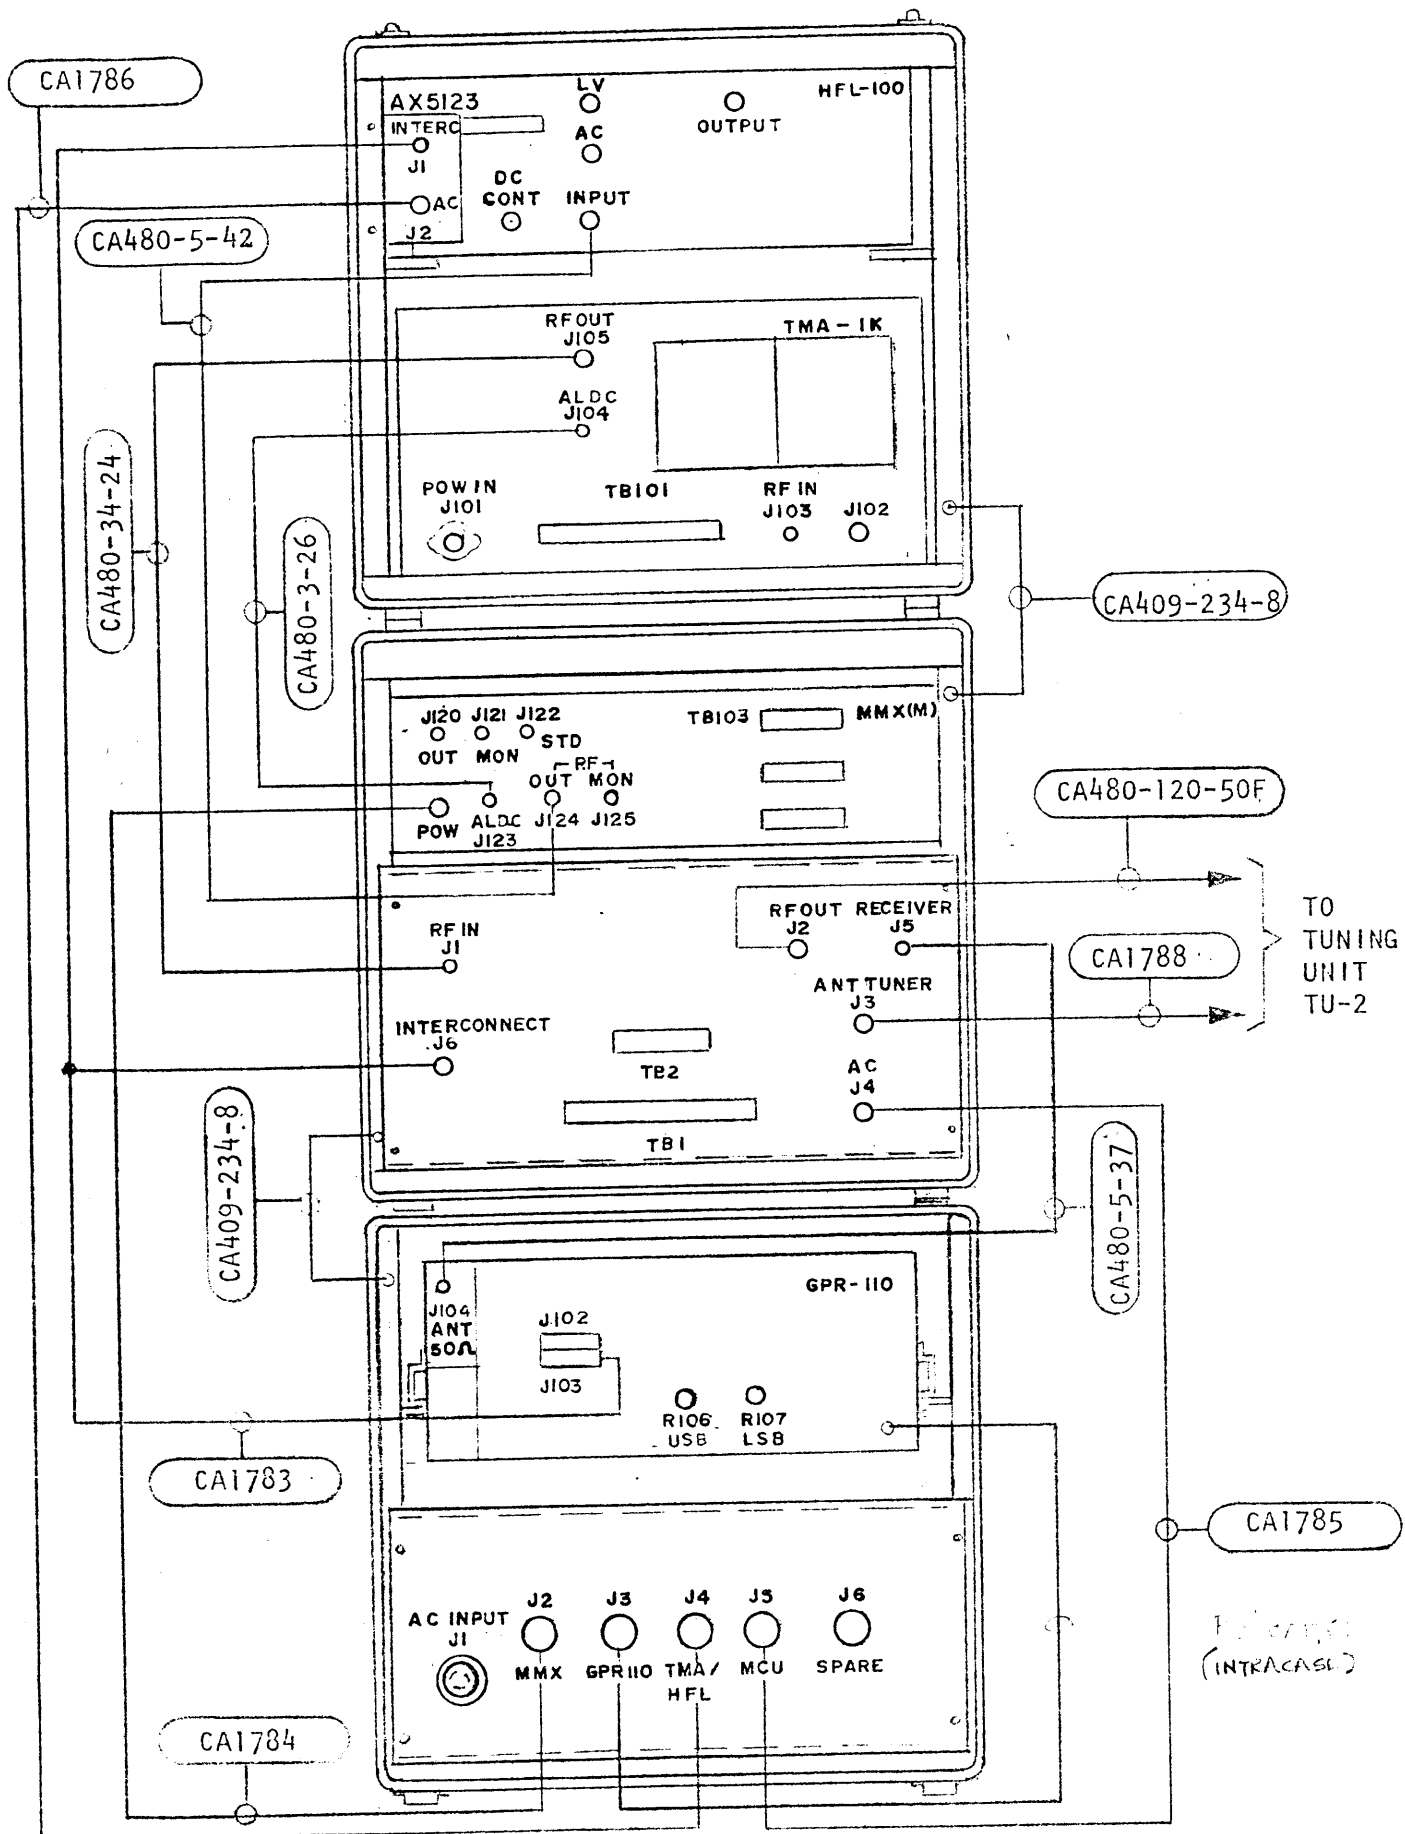 CA1786
AX5123
LV
HFL-100
INTERC
OUTPUT
AC
J1
DC
CONT
INPUT
AC
J2
CA480-5-42
RF OUT
J105
TMA-1K
ALDC
J104
CA480-34-24
POW IN
J101
TB101
RF IN
J103
J102
CA480-3-26
CA409-234-8
J120 J121 J122
STD
OUT MON
TB103
MMX(M)
RF
OUT MON
POW
ALDC
J123
J124 J125
CA480-120-50F
RF IN
J1
RFOUT
J2
RECEIVER
J5
CA1788
TO
TUNING
UNIT
TU-2
ANT TUNER
J3
INTERCONNECT
J6
TB2
AC
J4
TB1
CA409-234-8
CA480-5-37
J104
ANT
50Ω
GPR-110
J102
J103
R106
USB
R107
LSB
CA1783
CA1785
AC INPUT
J1
J2
MMX
J3
GPR110
J4
TMA/
HFL
J5
MCU
J6
SPARE
(INTRACASE)
CA1784